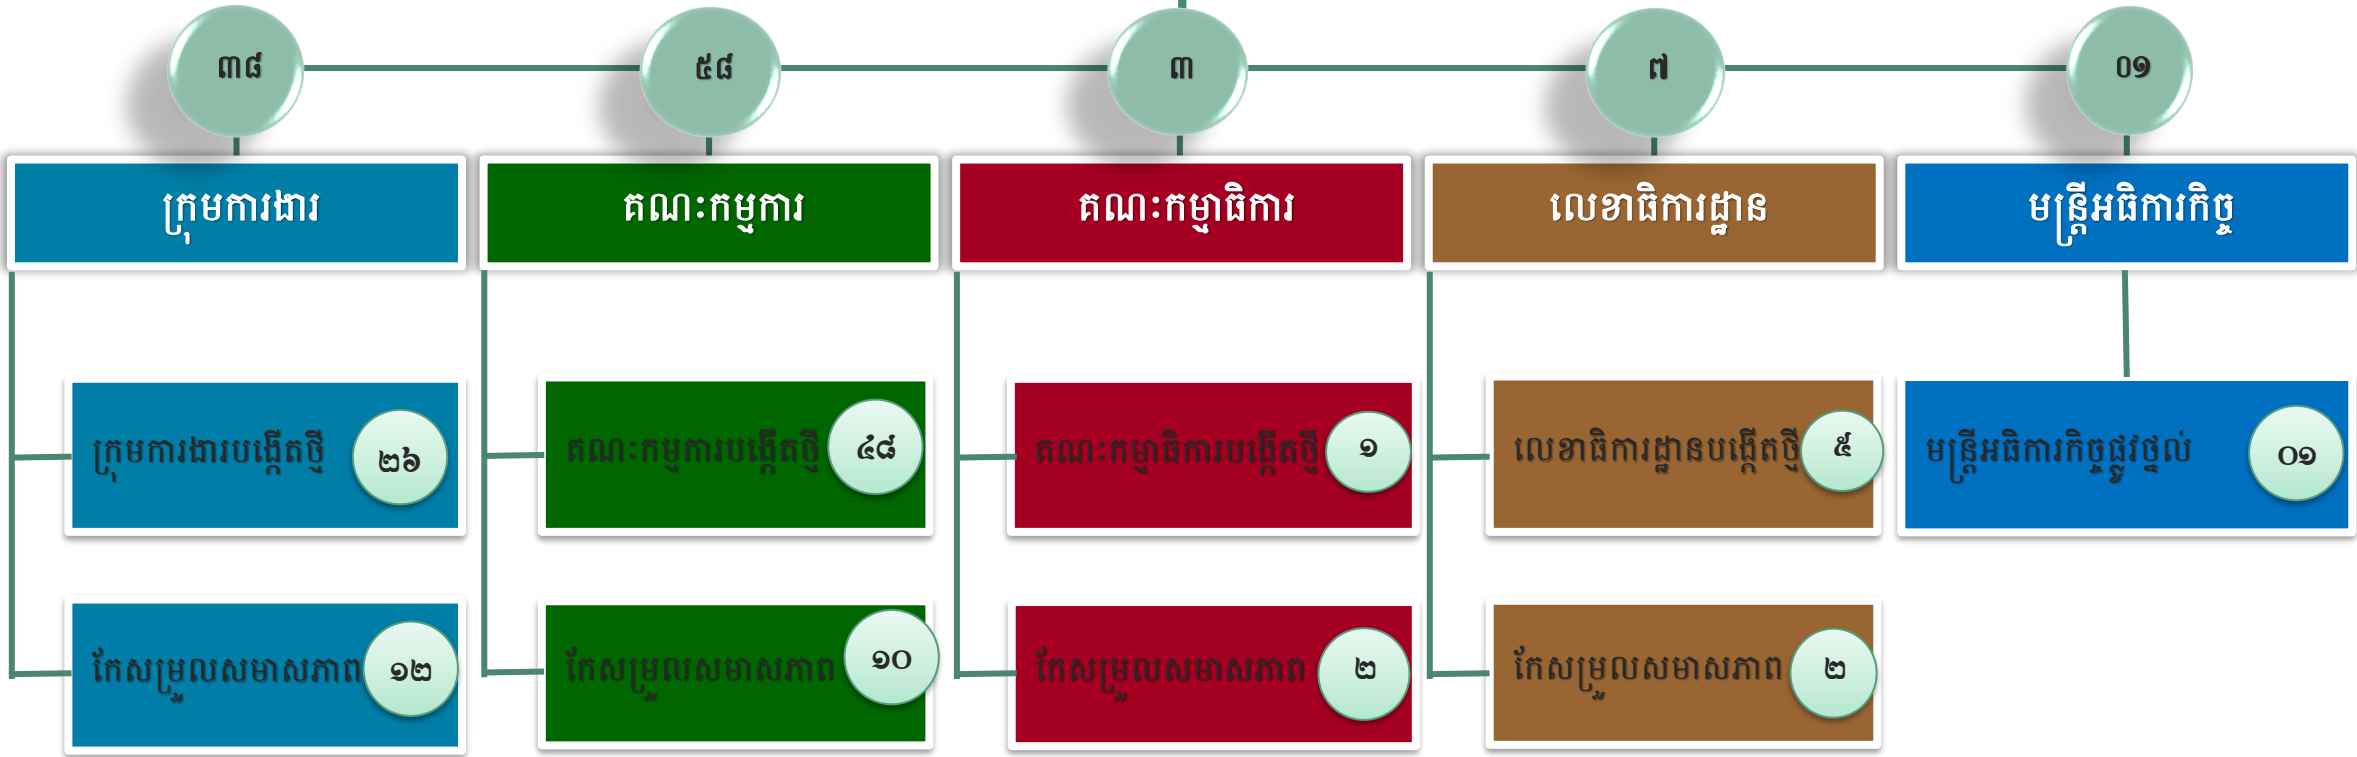 ៣៨
៥៨
៣
៧
០១
ក្រុមការងារ
គណៈកម្មការ
គណៈកម្មាធិការ
លេខាធិការដ្ឋាន
មន្ត្រីអធិការកិច្ច
ក្រុមការងារបង្កើតថ្មី
២៦
គណៈកម្មការបង្កើតថ្មី
៤៨
គណៈកម្មាធិការបង្កើតថ្មី
១
លេខាធិការដ្ឋានបង្កើតថ្មី
៥
មន្ត្រីអធិការកិច្ចផ្លូវថ្នល់
០១
កែសម្រួលសមាសភាព
១២
កែសម្រួលសមាសភាព
១០
កែសម្រួលសមាសភាព
២
កែសម្រួលសមាសភាព
២